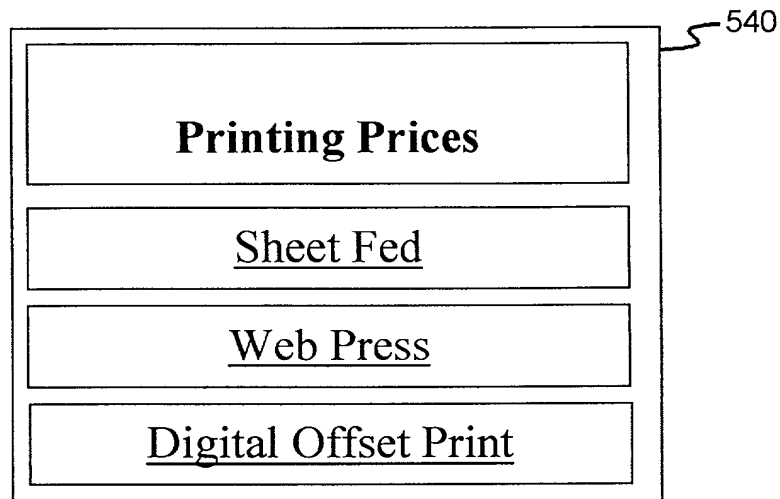 540
Printing Prices
Sheet Fed
Web Press
Digital Offset Print